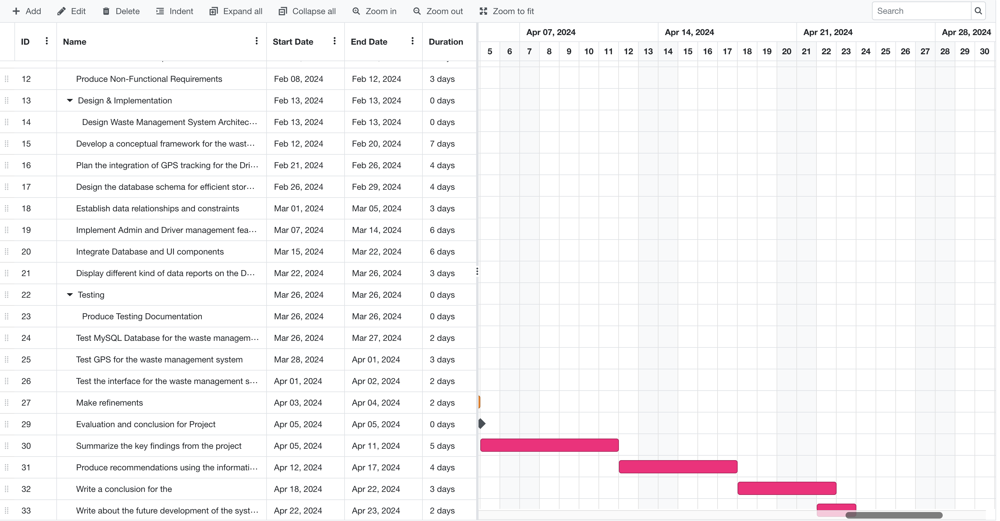 Add Edit Delete Indent Expand all Collapse all Zoom in Zoom out Zoom to fit Search
ID Name Start Date End Date Duration
Apr 07, 2024 Apr 14, 2024 Apr 21, 2024 Apr 28, 2024
5 6 7 8 9 10 11 12 13 14 15 16 17 18 19 20 21 22 23 24 25 26 27 28 29 30
12 Produce Non-Functional Requirements Feb 08, 2024 Feb 12, 2024 3 days
13 Design & Implementation Feb 13, 2024 Feb 13, 2024 0 days
14 Design Waste Management System Architec... Feb 13, 2024 Feb 13, 2024 0 days
15 Develop a conceptual framework for the wast... Feb 12, 2024 Feb 20, 2024 7 days
16 Plan the integration of GPS tracking for the Dri... Feb 21, 2024 Feb 26, 2024 4 days
17 Design the database schema for efficient stor... Feb 26, 2024 Feb 29, 2024 4 days
18 Establish data relationships and constraints Mar 01, 2024 Mar 05, 2024 3 days
19 Implement Admin and Driver management fea... Mar 07, 2024 Mar 14, 2024 6 days
20 Integrate Database and UI components Mar 15, 2024 Mar 22, 2024 6 days
21 Display different kind of data reports on the D... Mar 22, 2024 Mar 26, 2024 3 days
22 Testing Mar 26, 2024 Mar 26, 2024 0 days
23 Produce Testing Documentation Mar 26, 2024 Mar 26, 2024 0 days
24 Test MySQL Database for the waste managem... Mar 26, 2024 Mar 27, 2024 2 days
25 Test GPS for the waste management system Mar 28, 2024 Apr 01, 2024 3 days
26 Test the interface for the waste management s... Apr 01, 2024 Apr 02, 2024 2 days
27 Make refinements Apr 03, 2024 Apr 04, 2024 2 days
29 Evaluation and conclusion for Project Apr 05, 2024 Apr 05, 2024 0 days
30 Summarize the key findings from the project Apr 05, 2024 Apr 11, 2024 5 days
31 Produce recommendations using the informati... Apr 12, 2024 Apr 17, 2024 4 days
32 Write a conclusion for the Apr 18, 2024 Apr 22, 2024 3 days
33 Write about the future development of the syst... Apr 22, 2024 Apr 23, 2024 2 days